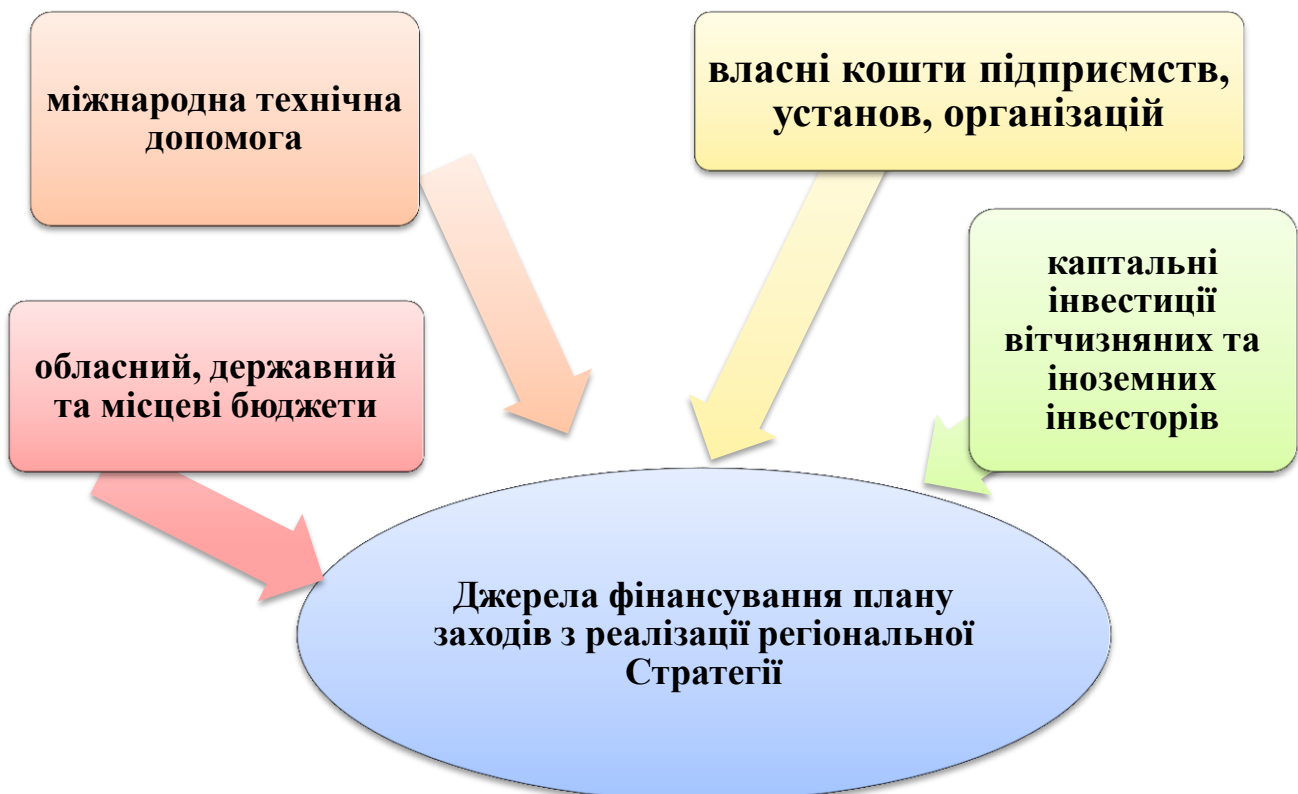 міжнародна технічна
допомога
власні кошти підприємств,
установ, організацій
каптальні
інвестиції
вітчизняних та
іноземних
інвесторів
обласний, державний
та місцеві бюджети
Джерела фінансування плану
заходів з реалізації регіональної
Стратегії